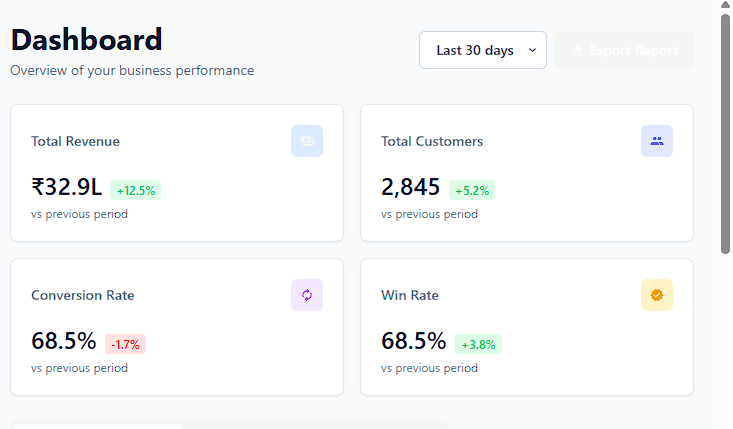 Dashboard
Overview of your business performance
Last 30 days
Export Report
Total Revenue
₹32.9L +12.5%
vs previous period
Total Customers
2,845 +5.2%
vs previous period
Conversion Rate
68.5% -1.7%
vs previous period
Win Rate
68.5% +3.8%
vs previous period